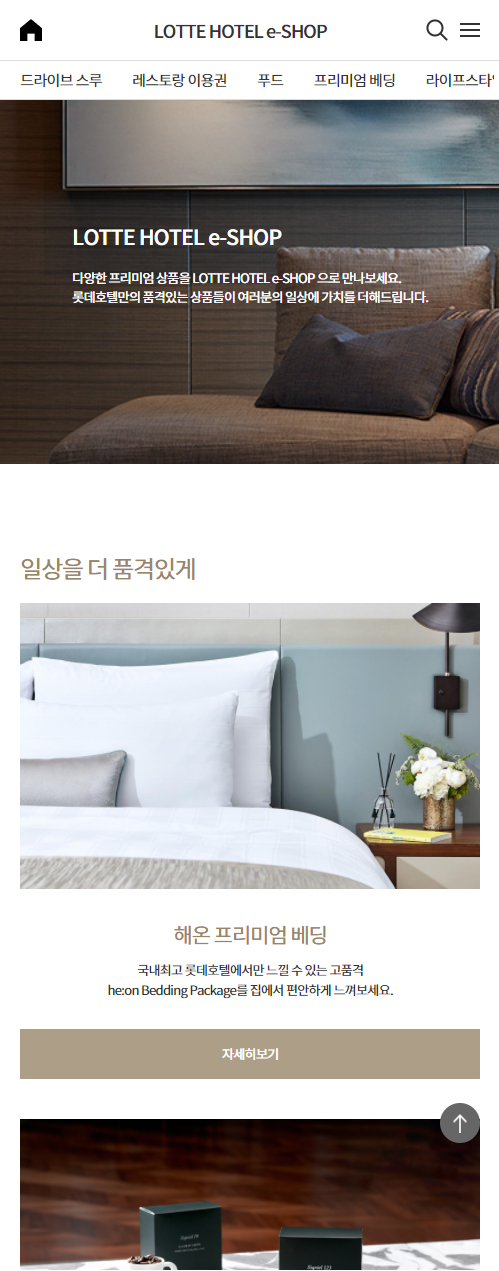 LOTTE HOTEL e-SHOP
드라이브 스루 레스토랑 이용권 푸드 프리미엄 베딩 라이프스타
LOTTE HOTEL e-SHOP
다양한 프리미엄 상품을 LOTTE HOTEL e-SHOP 으로 만나보세요.
롯데호텔만의 품격있는 상품들이 여러분의 일상에 가치를 더해드립니다.
일상을 더 품격있게
해온 프리미엄 베딩
국내최고 롯데호텔에서만 느낄 수 있는 고품격
he:on Bedding Package를 집에서 편안하게 느껴보세요.
자세히보기